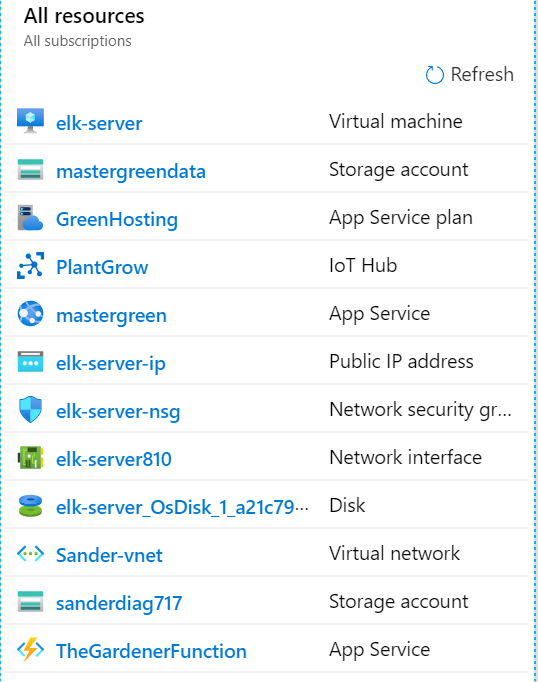 All resources
All subscriptions
Refresh
elk-server Virtual machine
mastergreendata Storage account
GreenHosting App Service plan
PlantGrow IoT Hub
mastergreen App Service
elk-server-ip Public IP address
elk-server-nsg Network security gr...
elk-server810 Network interface
elk-server_OsDisk_1_a21c79... Disk
Sander-vnet Virtual network
sanderdiag717 Storage account
TheGardenerFunction App Service